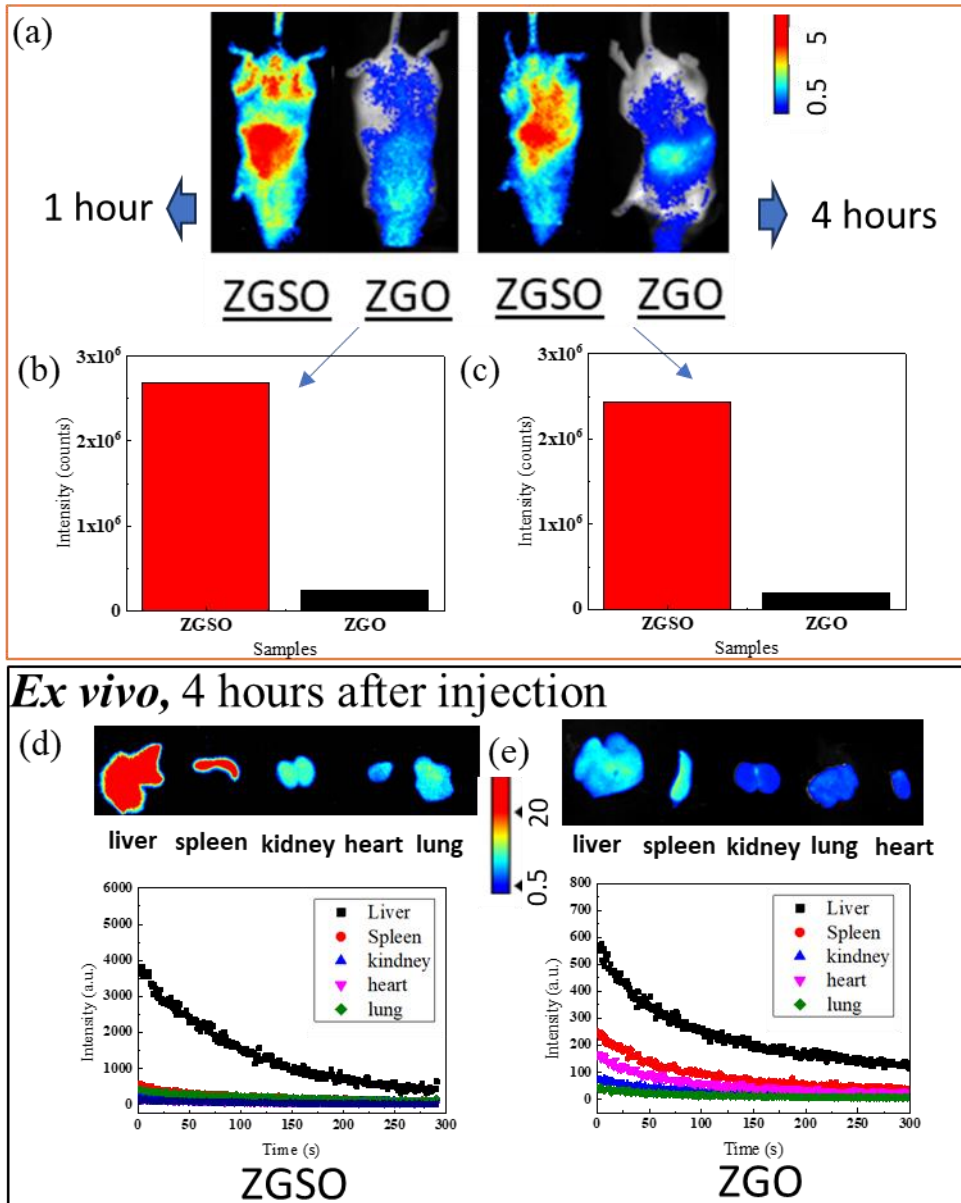 (a)
5
0.5
1 hour
4 hours
ZGSO ZGO ZGSO ZGO
(b)
3x10⁶
2x10⁶
1x10⁶
0
Intensity (counts)
ZGSO ZGO
Samples
(c)
3x10⁶
2x10⁶
1x10⁶
0
Intensity (counts)
ZGSO ZGO
Samples
Ex vivo, 4 hours after injection
(d)
liver spleen kidney heart lung
20
0.5
(e)
liver spleen kidney lung heart
6000
5000
4000
3000
2000
1000
0
Intensity (a.u.)
Liver
Spleen
kindney
heart
lung
0 50 100 150 200 250 300
Time (s)
ZGSO
800
700
600
500
400
300
200
100
0
Intensity (a.u.)
Liver
Spleen
kindney
heart
lung
0 50 100 150 200 250 300
Time (s)
ZGO